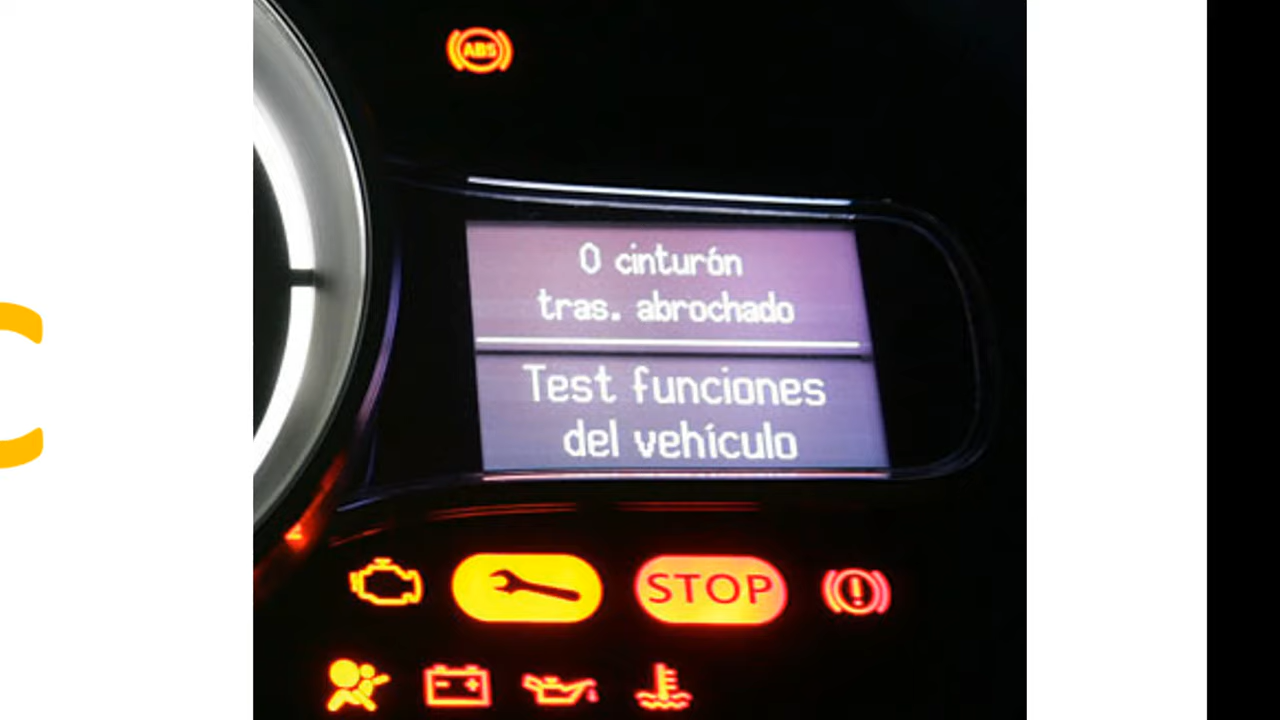 ABS
0 cinturón
tras. abrochado
Test funciones
del vehículo
STOP